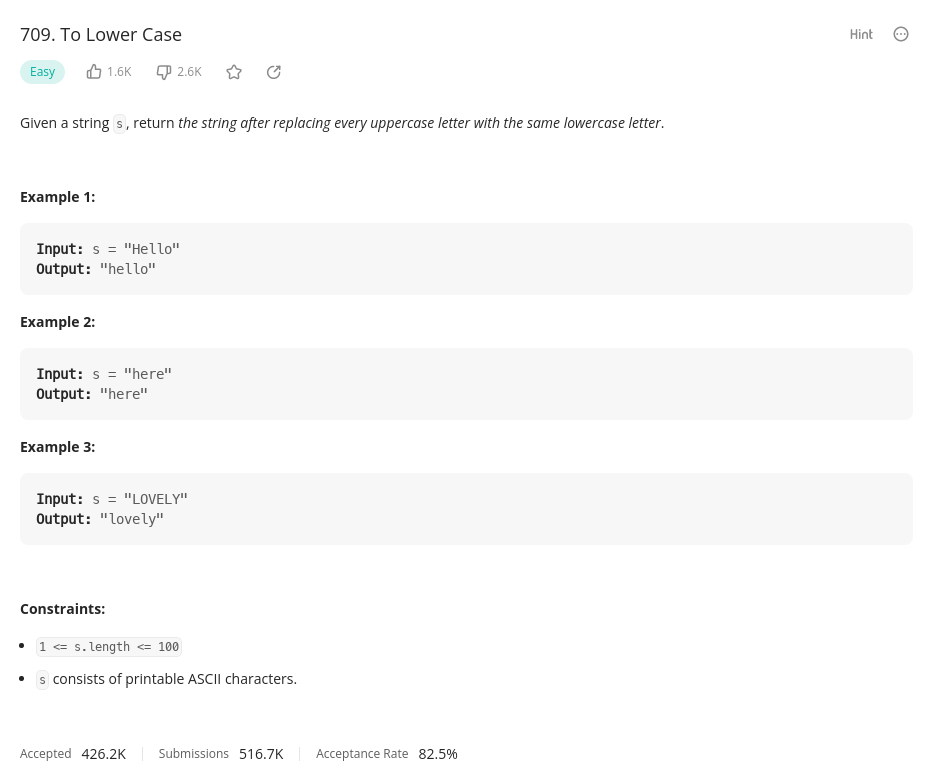 709. To Lower Case
Hint
Easy 1.6K 2.6K
Given a string s, return the string after replacing every uppercase letter with the same lowercase letter.
Example 1:
Input: s = "Hello"
Output: "hello"
Example 2:
Input: s = "here"
Output: "here"
Example 3:
Input: s = "LOVELY"
Output: "lovely"
Constraints:
• 1 <= s.length <= 100
• s consists of printable ASCII characters.
Accepted 426.2K Submissions 516.7K Acceptance Rate 82.5%